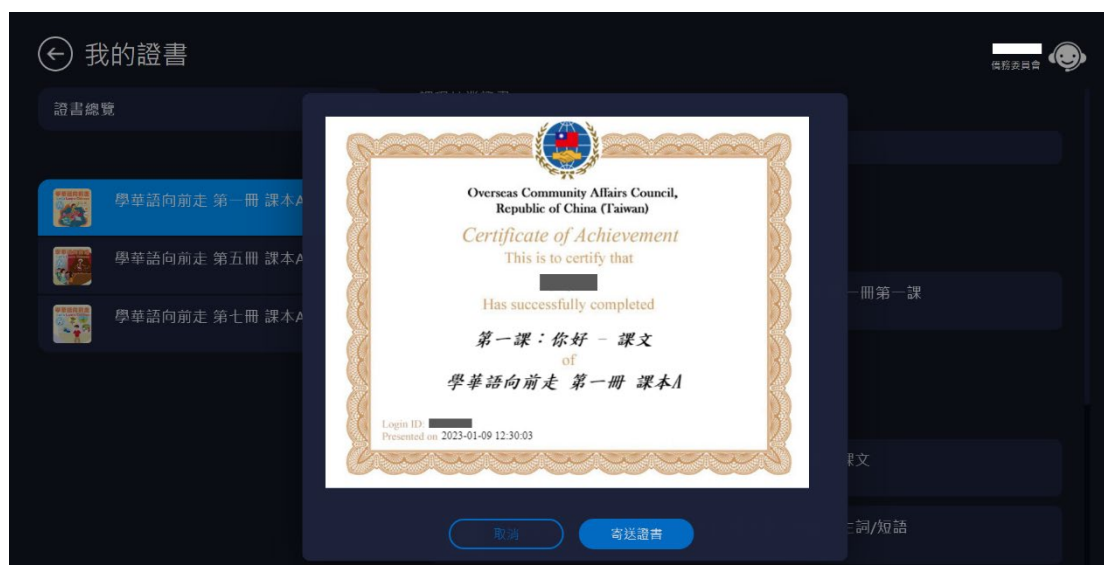 我的證書
僑務委員會
證書總覽
學華語向前走 第一冊 課本A
學華語向前走 第五冊 課本A
學華語向前走 第七冊 課本A
Overseas Community Affairs Council,
Republic of China (Taiwan)
Certificate of Achievement
This is to certify that
Has successfully completed
第一課：你好 - 課文
of
學華語向前走 第一冊 課本A
Login ID:
Presented on 2023-01-09 12:30:03
取消
寄送證書
一冊第一課
課文
生詞/短語